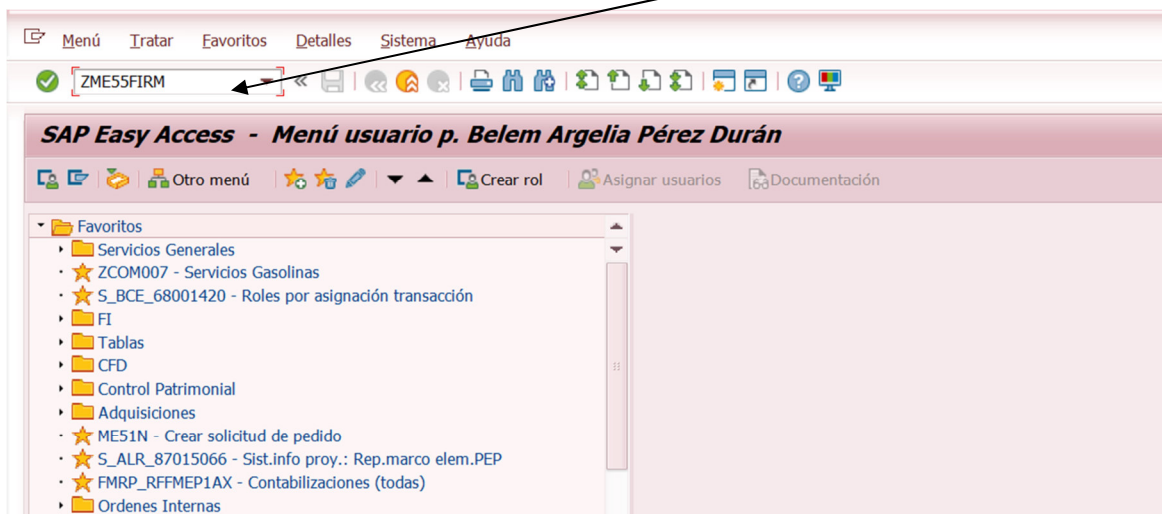 Menú Tratar Favoritos Detalles Sistema Ayuda
ZME55FIRM
SAP Easy Access - Menú usuario p. Belem Argelia Pérez Durán
Otro menú Crear rol Asignar usuarios Documentación
Favoritos
Servicios Generales
ZCOM007 - Servicios Gasolinas
S_BCE_68001420 - Roles por asignación transacción
FI
Tablas
CFD
Control Patrimonial
Adquisiciones
ME51N - Crear solicitud de pedido
S_ALR_87015066 - Sist.info proy.: Rep.marco elem.PEP
FMRP_RFFMEP1AX - Contabilizaciones (todas)
Ordenes Internas